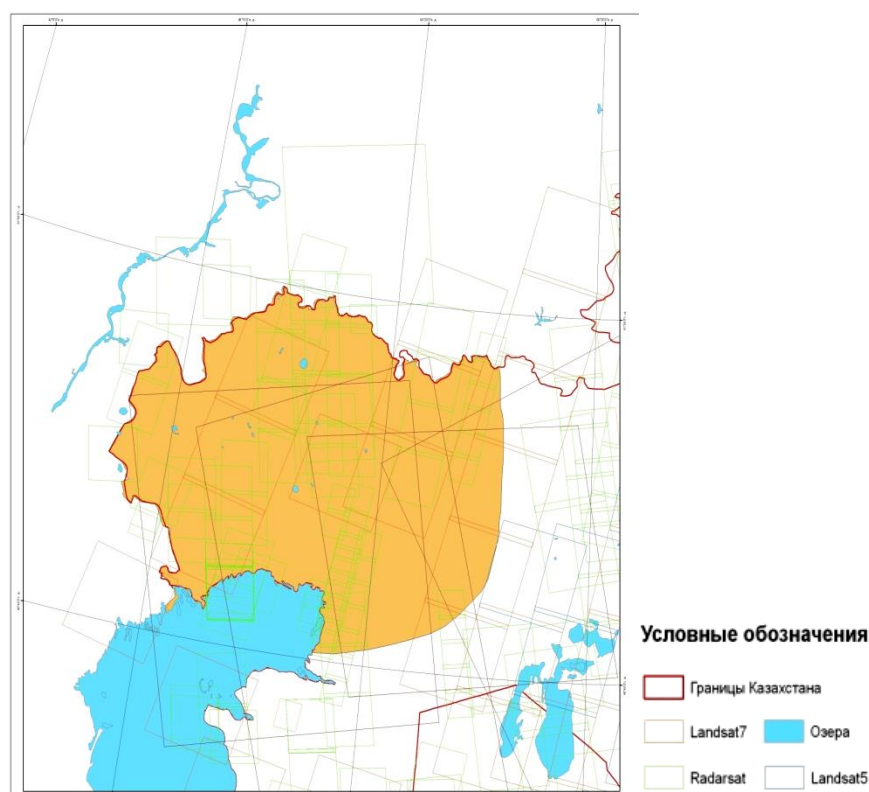 Условные обозначения
Границы Казахстана
Landsat7 Озера
Radarsat Landsat5